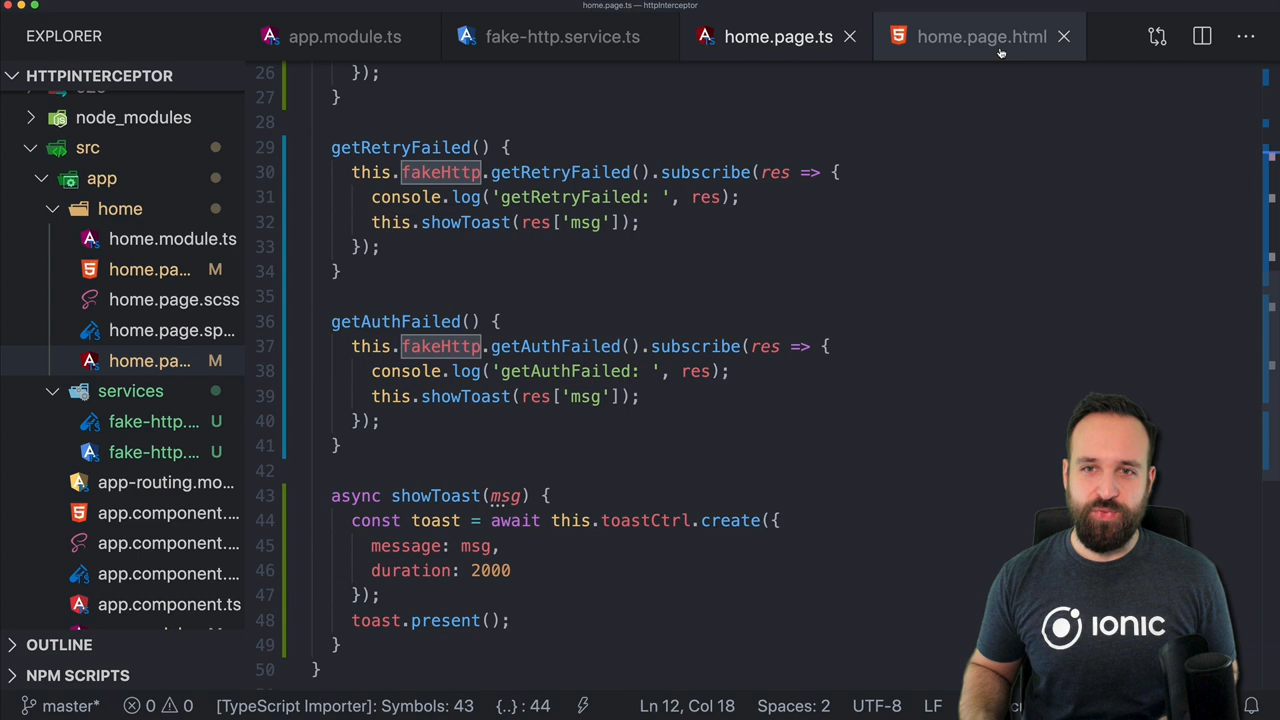 home.page.ts — httpInterceptor
EXPLORER
app.module.ts
fake-http.service.ts
home.page.ts
home.page.html
HTTPINTERCEPTOR
node_modules
src
app
home
home.module.ts
home.pa... M
home.page.scss
home.page.sp...
home.pa... M
services
fake-http.... U
fake-http.... U
app-routing.mo...
app.component....
app.component....
app.component....
app.component.ts
OUTLINE
NPM SCRIPTS
26 });
27 }
28
29 getRetryFailed() {
30 this.fakeHttp.getRetryFailed().subscribe(res => {
31 console.log('getRetryFailed: ', res);
32 this.showToast(res['msg']);
33 });
34 }
35
36 getAuthFailed() {
37 this.fakeHttp.getAuthFailed().subscribe(res => {
38 console.log('getAuthFailed: ', res);
39 this.showToast(res['msg']);
40 });
41 }
42
43 async showToast(msg) {
44 const toast = await this.toastCtrl.create({
45 message: msg,
46 duration: 2000
47 });
48 toast.present();
49 }
50 }
IONIC
master* 0 0 [TypeScript Importer]: Symbols: 43 {..} : 44 Ln 12, Col 18 Spaces: 2 UTF-8 LF